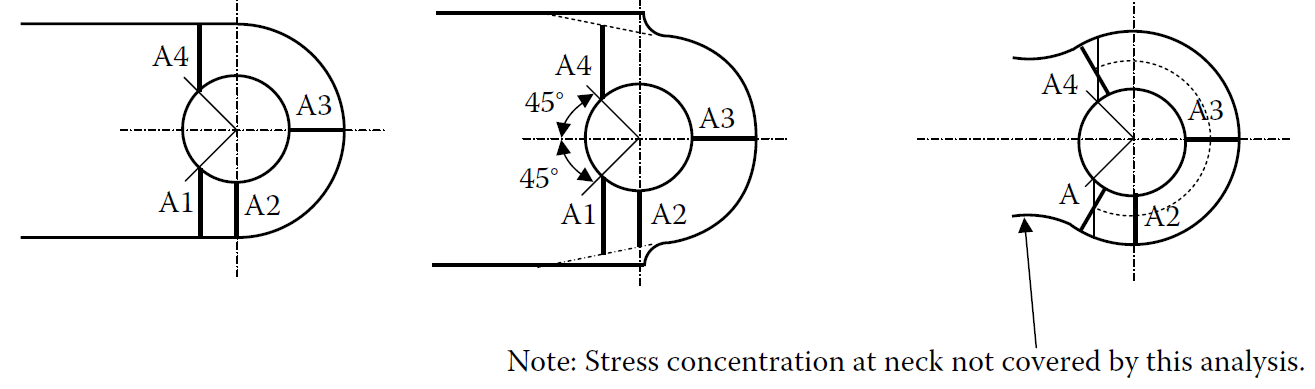 A4
A3
A1
A2
A4
45°
A3
45°
A1
A2
A4
A3
A
A2
Note: Stress concentration at neck not covered by this analysis.